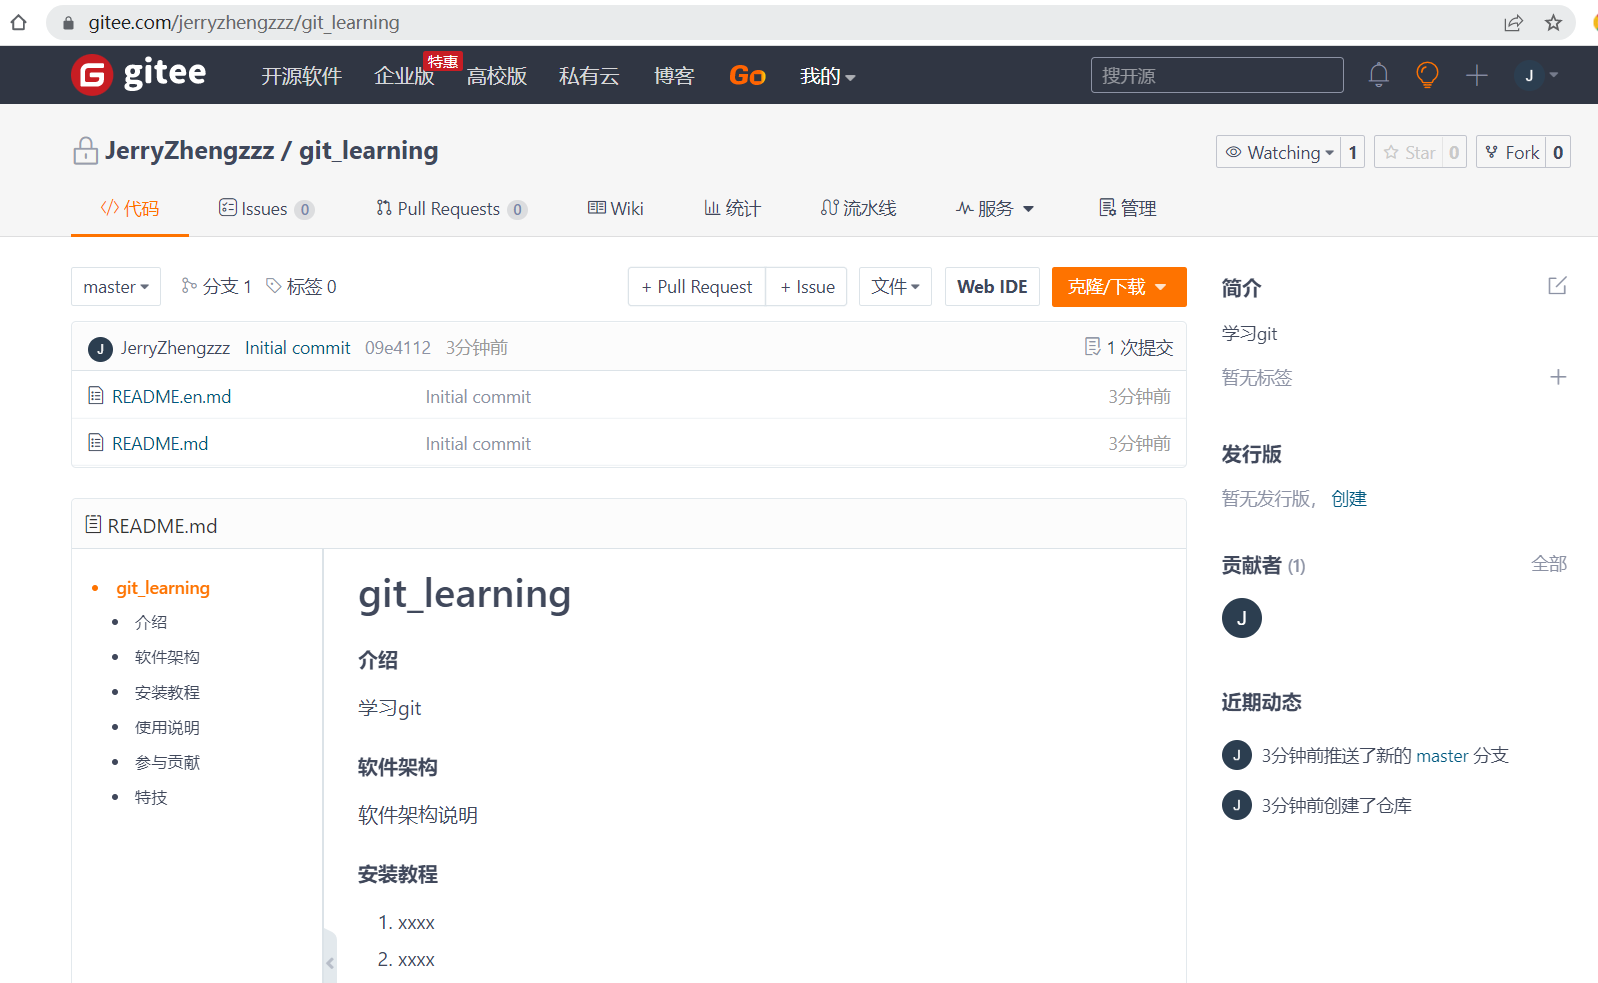 gitee.com/jerryzhengzzz/git_learning
gitee 开源软件 企业版 特惠 高校版 私有云 博客 Go 我的 搜开源 J
JerryZhengzzz / git_learning Watching 1 Star 0 Fork 0
代码 Issues 0 Pull Requests 0 Wiki 统计 流水线 服务 管理
master 分支 1 标签 0 + Pull Request + Issue 文件 Web IDE 克隆/下载
J JerryZhengzzz Initial commit 09e4112 3分钟前 1 次提交
README.en.md Initial commit 3分钟前
README.md Initial commit 3分钟前
README.md
git_learning
介绍
软件架构
安装教程
使用说明
参与贡献
特技
git_learning
介绍
学习git
软件架构
软件架构说明
安装教程
1. xxxx
2. xxxx
简介
学习git
暂无标签
发行版
暂无发行版， 创建
贡献者 (1) 全部
J
近期动态
J 3分钟前推送了新的 master 分支
J 3分钟前创建了仓库